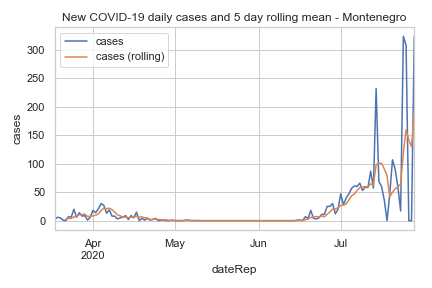 New COVID-19 daily cases and 5 day rolling mean - Montenegro
cases
cases (rolling)
300
250
200
150
100
50
0
cases
Apr
2020
May
Jun
Jul
dateRep